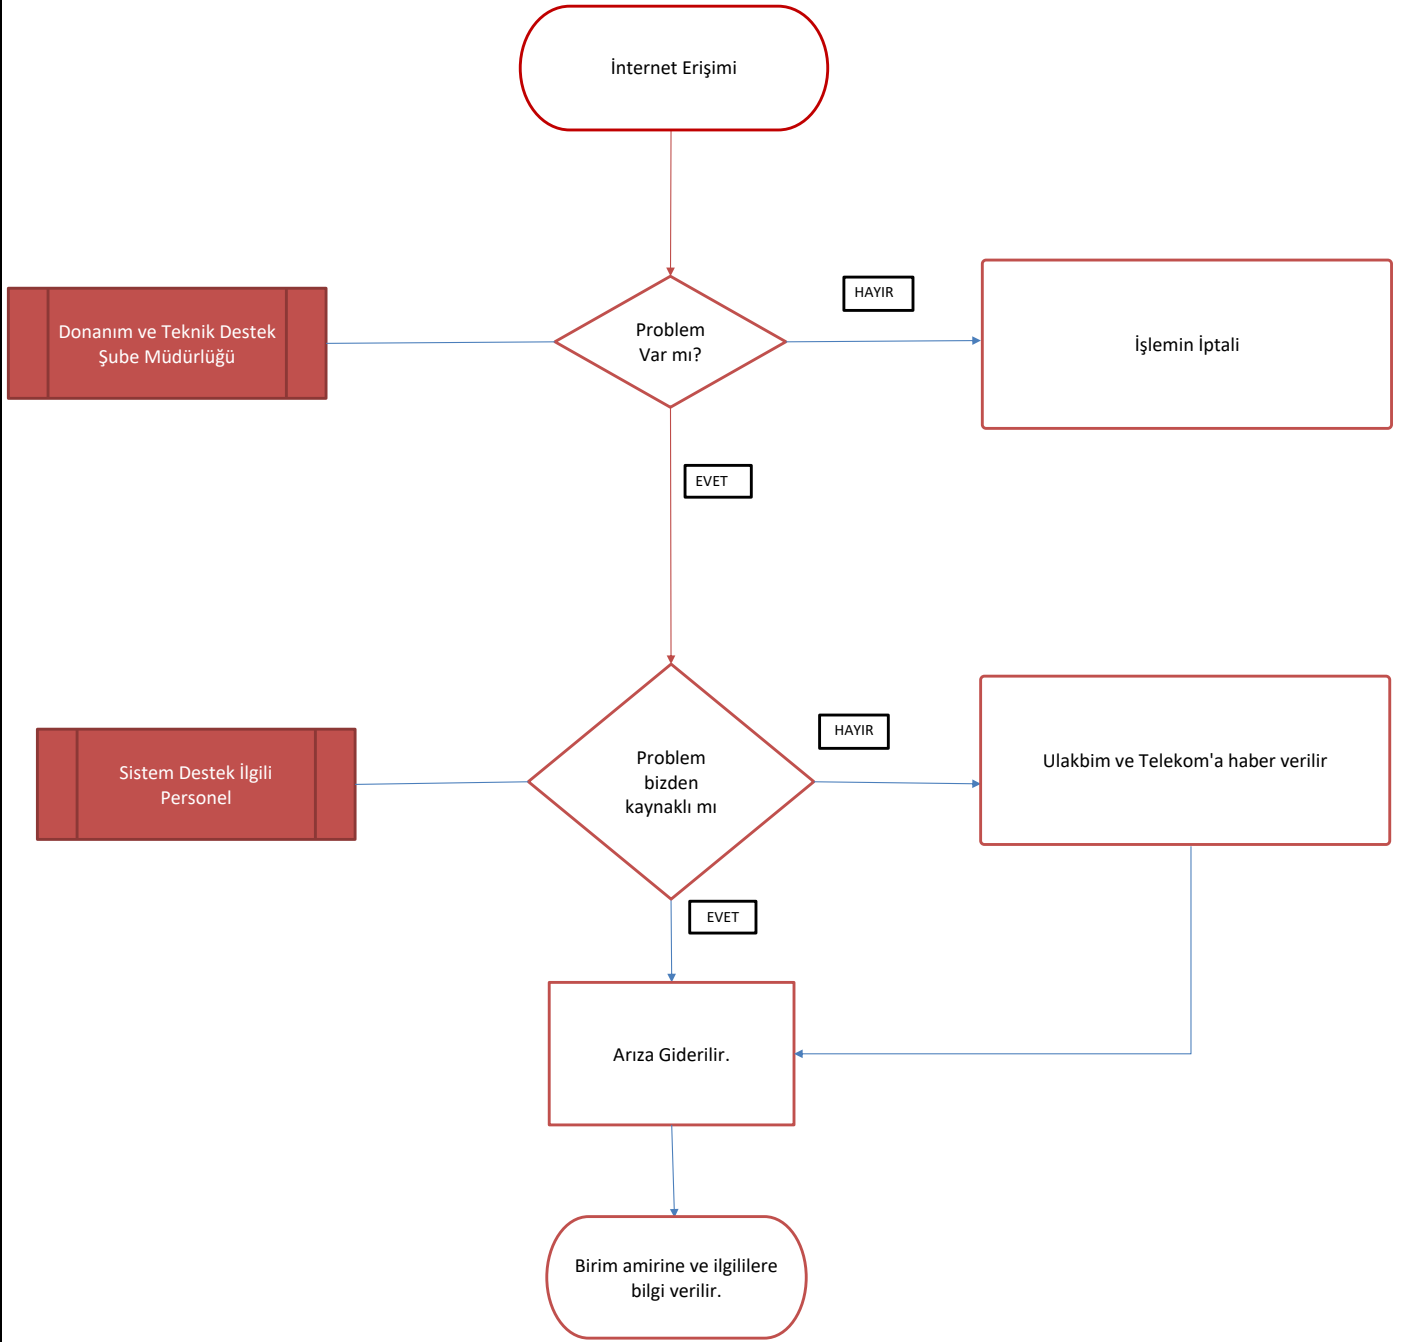 İnternet Erişimi
HAYIR
Donanım ve Teknik Destek
Şube Müdürlüğü
Problem
Var mı?
İşlemin İptali
EVET
HAYIR
Sistem Destek İlgili
Personel
Problem
bizden
kaynaklı mı
Ulakbim ve Telekom'a haber verilir
EVET
Arıza Giderilir.
Birim amirine ve ilgililere
bilgi verilir.